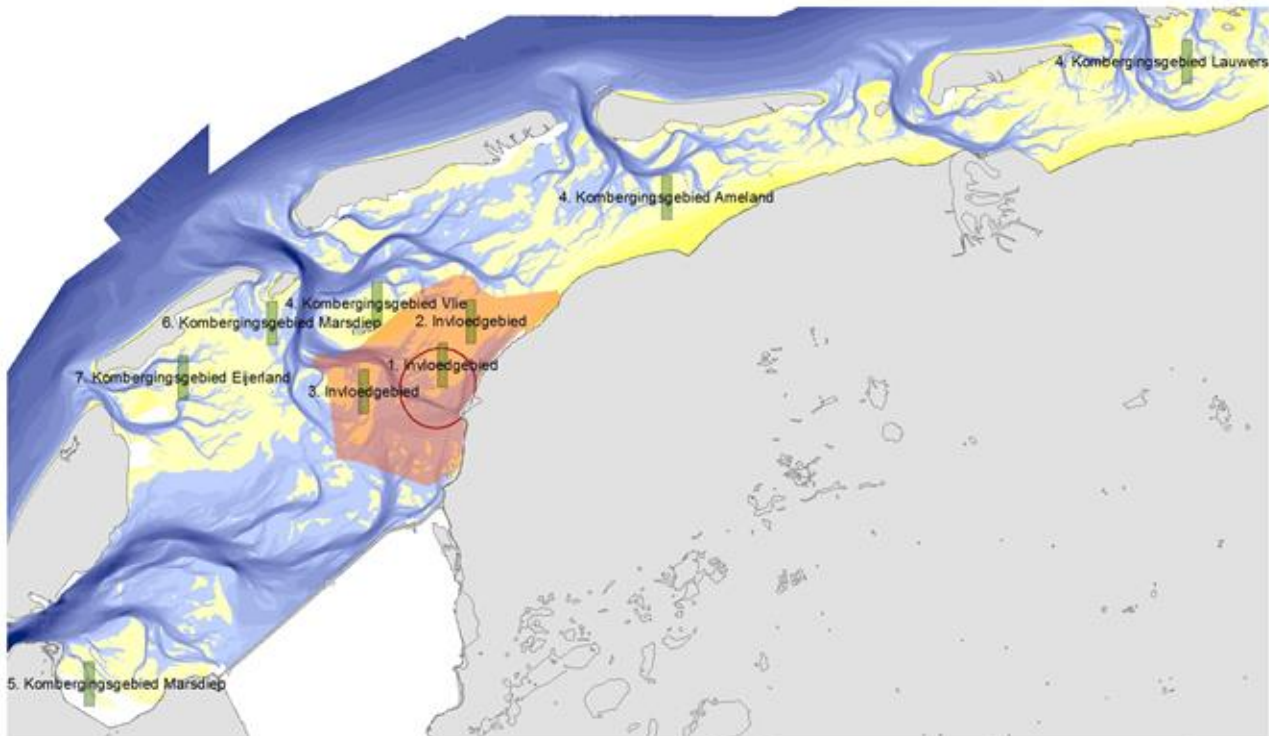 4. Kombergingsgebied Lauwers
4. Kombergingsgebied Ameland
4. Kombergingsgebied Vlie
6. Kombergingsgebied Marsdiep
2. Invloedgebied
1. Invloedgebied
7. Kombergingsgebied Eijerland
3. Invloedgebied
5. Kombergingsgebied Marsdiep